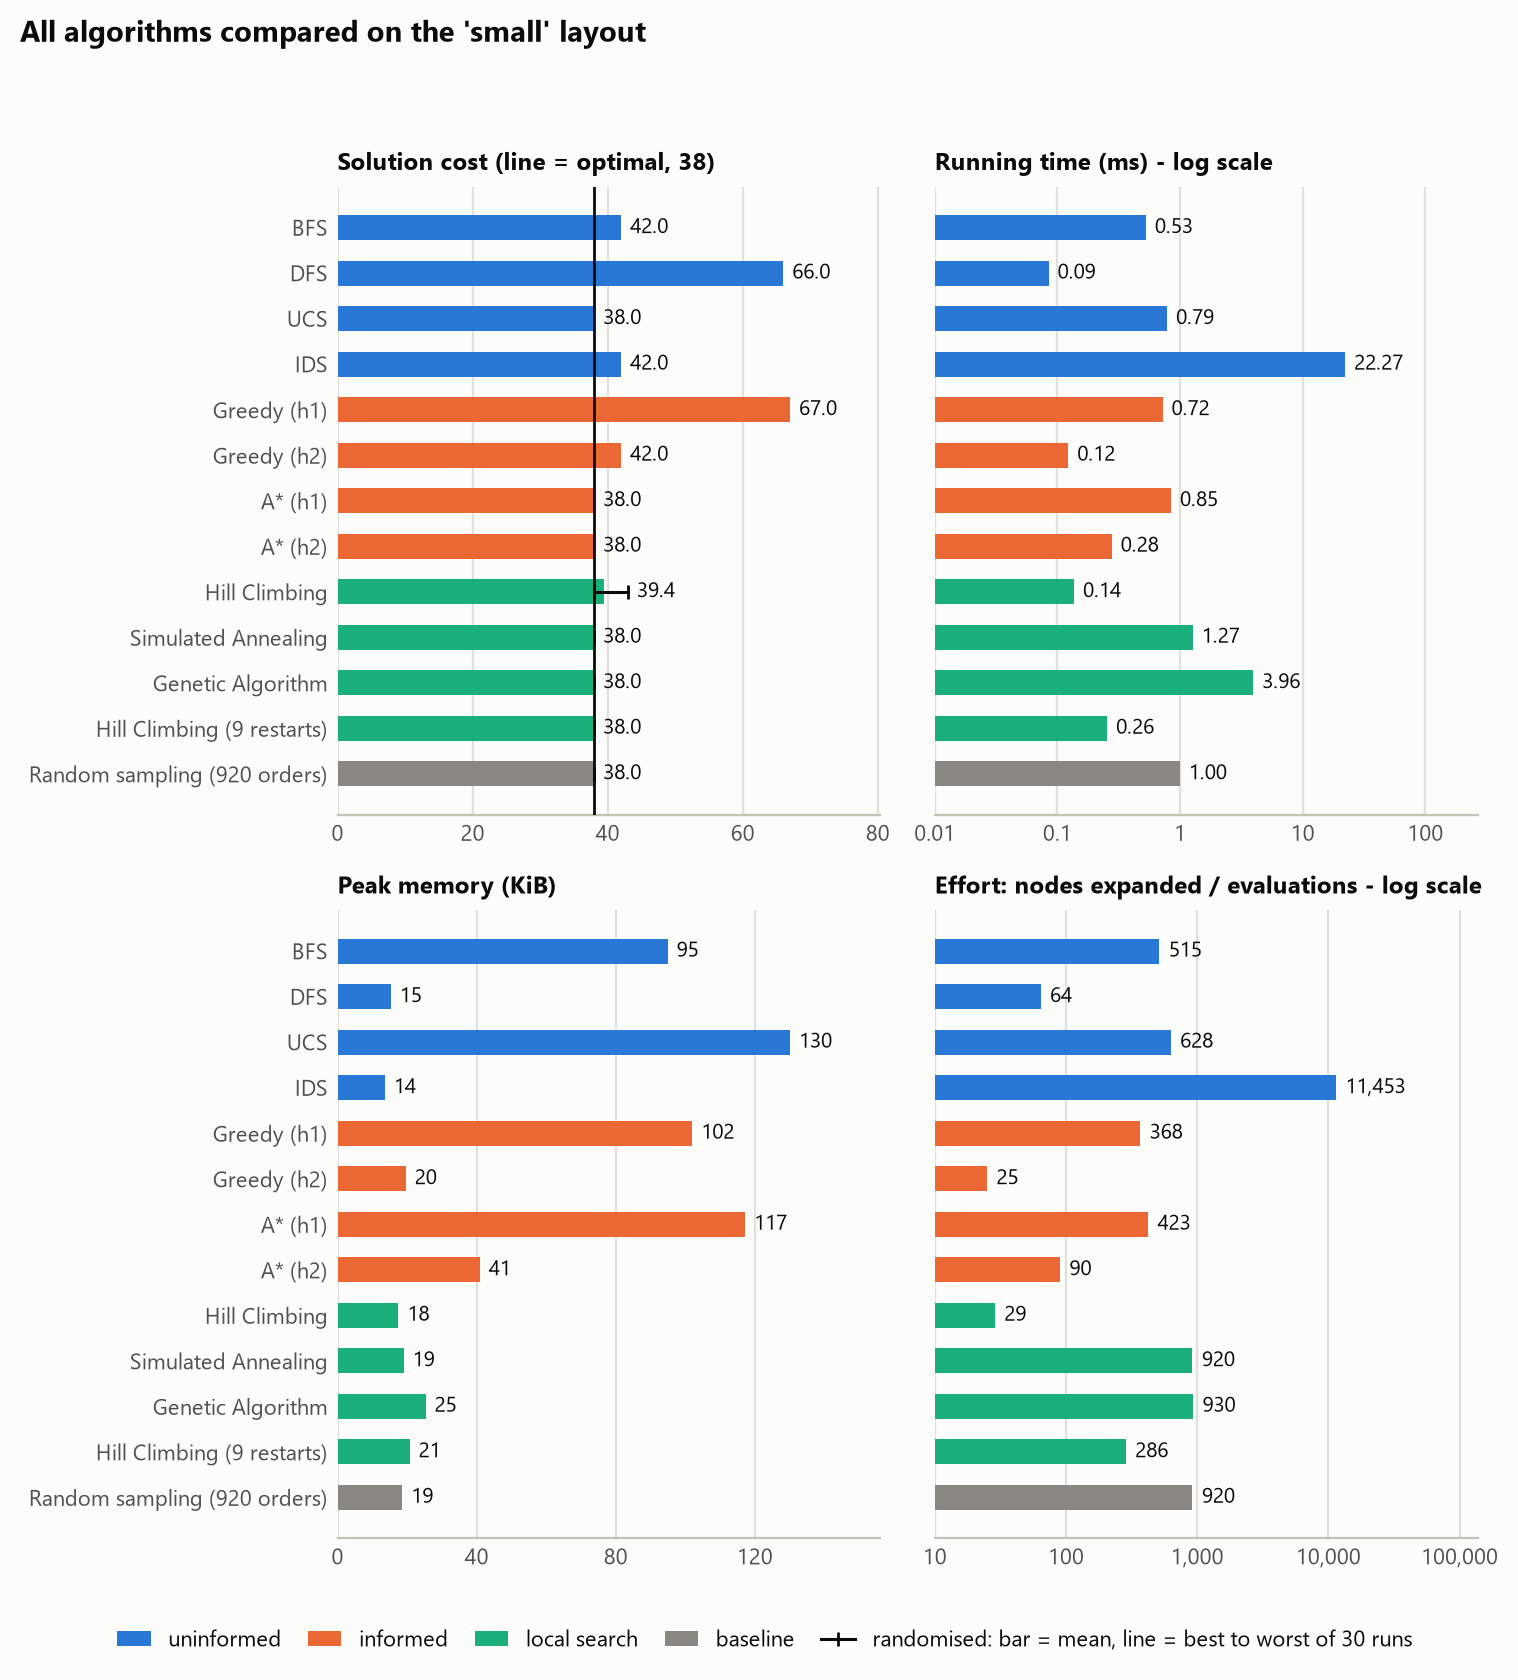 All algorithms compared on the 'small' layout
Solution cost (line = optimal, 38)
BFS 42.0
DFS 66.0
UCS 38.0
IDS 42.0
Greedy (h1) 67.0
Greedy (h2) 42.0
A* (h1) 38.0
A* (h2) 38.0
Hill Climbing 39.4
Simulated Annealing 38.0
Genetic Algorithm 38.0
Hill Climbing (9 restarts) 38.0
Random sampling (920 orders) 38.0
0 20 40 60 80
Running time (ms) - log scale
0.53
0.09
0.79
22.27
0.72
0.12
0.85
0.28
0.14
1.27
3.96
0.26
1.00
0.01 0.1 1 10 100
Peak memory (KiB)
BFS 95
DFS 15
UCS 130
IDS 14
Greedy (h1) 102
Greedy (h2) 20
A* (h1) 117
A* (h2) 41
Hill Climbing 18
Simulated Annealing 19
Genetic Algorithm 25
Hill Climbing (9 restarts) 21
Random sampling (920 orders) 19
0 40 80 120
Effort: nodes expanded / evaluations - log scale
515
64
628
11,453
368
25
423
90
29
920
930
286
920
10 100 1,000 10,000 100,000
uninformed informed local search baseline randomised: bar = mean, line = best to worst of 30 runs